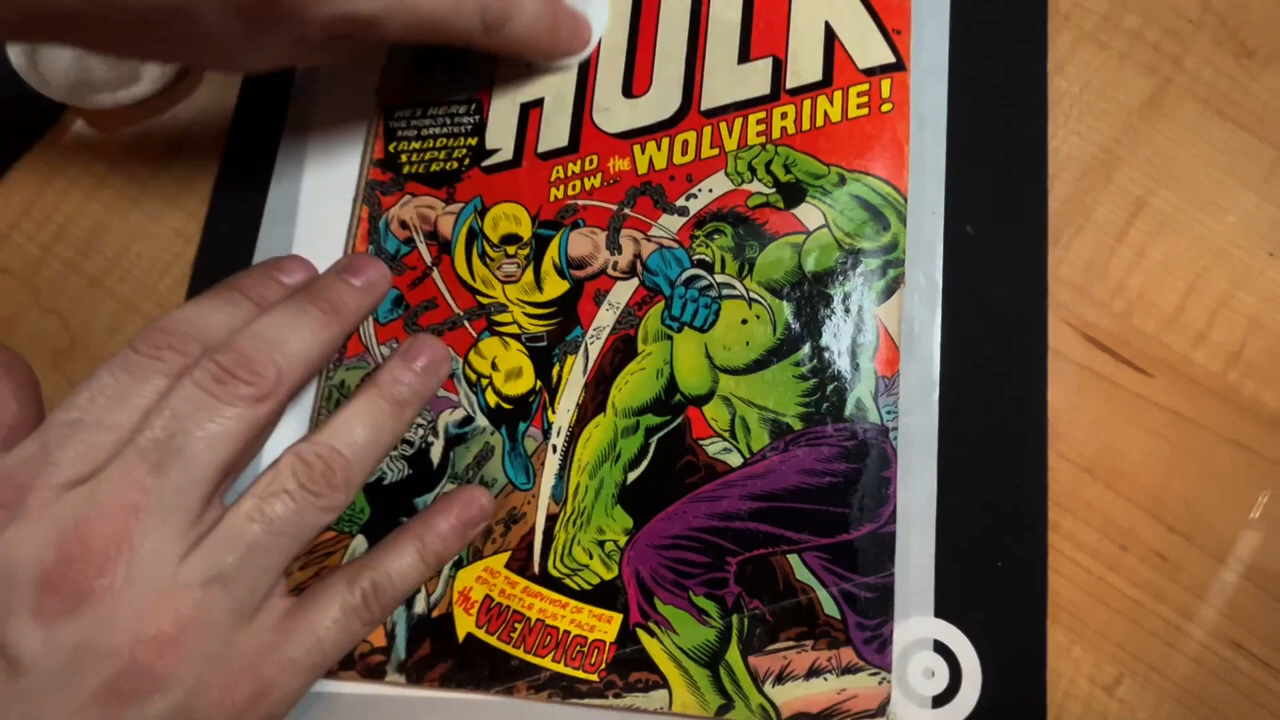 HULK
TM
HE'S HERE!
THE WORLD'S FIRST
AND GREATEST
CANADIAN
SUPER-
HERO!
AND
NOW... the WOLVERINE!
AND THE SURVIVOR OF THEIR
EPIC BATTLE MUST FACE--
the WENDIGO!